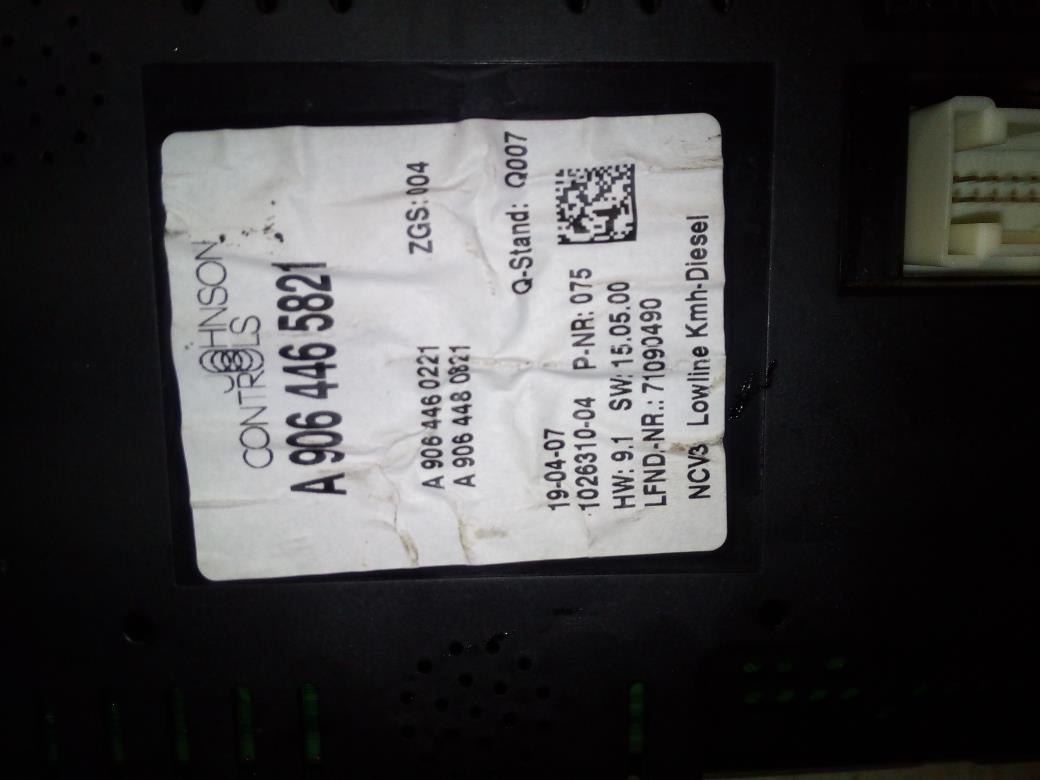 JOHNSON
CONTROLS
A 906 446 5821
ZGS: 004
A 906 446 0221
A 906 448 0821
Q-Stand: Q007
19-04-07
1026310-04 P-NR: 075
HW: 9.1 SW: 15.05.00
LFND.-NR.: 71090490
NCV3 Lowline Kmh-Diesel